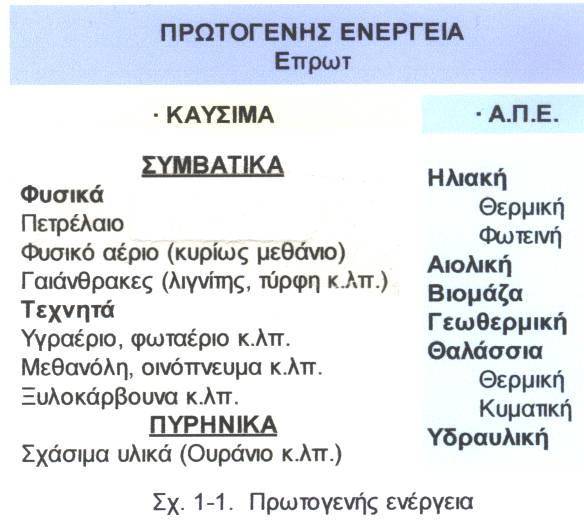 ΠΡΩΤΟΓΕΝΗΣ ΕΝΕΡΓΕΙΑ
Επρωτ
· ΚΑΥΣΙΜΑ
ΣΥΜΒΑΤΙΚΑ
Φυσικά
Πετρέλαιο
Φυσικό αέριο (κυρίως μεθάνιο)
Γαιάνθρακες (λιγνίτης, τύρφη κ.λπ.)
Τεχνητά
Υγραέριο, φωταέριο κ.λπ.
Μεθανόλη, οινόπνευμα κ.λπ.
Ξυλοκάρβουνα κ.λπ.
ΠΥΡΗΝΙΚΑ
Σχάσιμα υλικά (Ουράνιο κ.λπ.)
· Α.Π.Ε.
Ηλιακή
Θερμική
Φωτεινή
Αιολική
Βιομάζα
Γεωθερμική
Θαλάσσια
Θερμική
Κυματική
Υδραυλική
Σχ. 1-1. Πρωτογενής ενέργεια